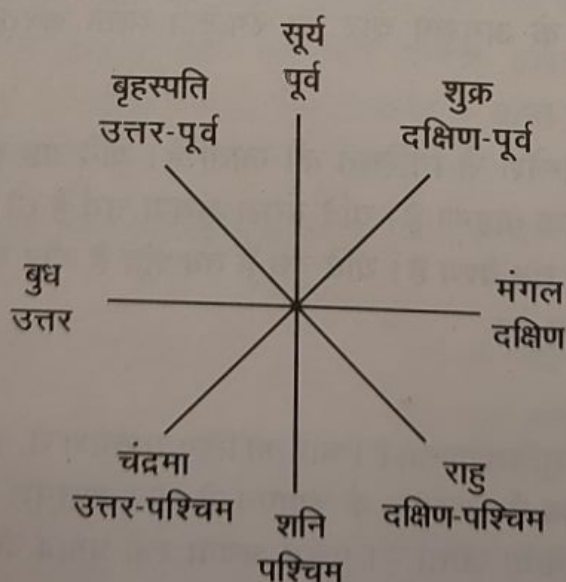 सूर्य
पूर्व
बृहस्पति
उत्तर-पूर्व
शुक्र
दक्षिण-पूर्व
बुध
उत्तर
मंगल
दक्षिण
चंद्रमा
उत्तर-पश्चिम
शनि
पश्चिम
राहु
दक्षिण-पश्चिम